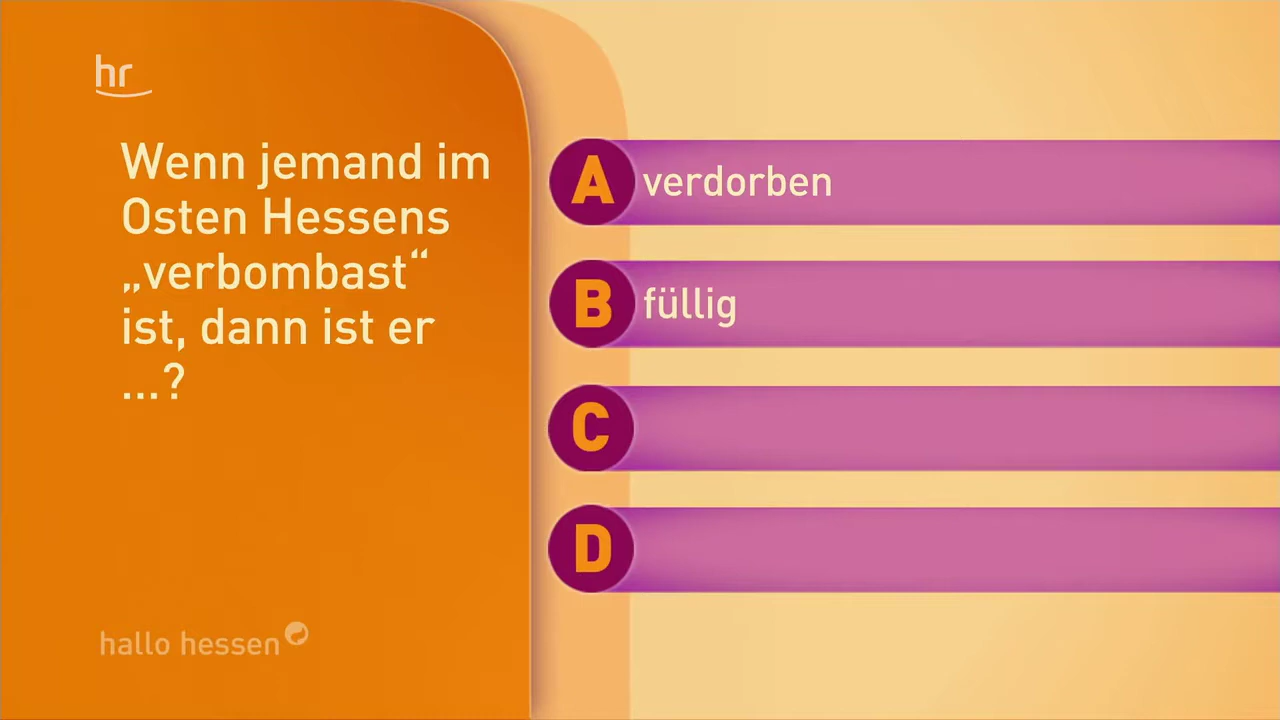 hr
Wenn jemand im
Osten Hessens
„verbombast“
ist, dann ist er
...?
A verdorben
B füllig
C
D
hallo hessen